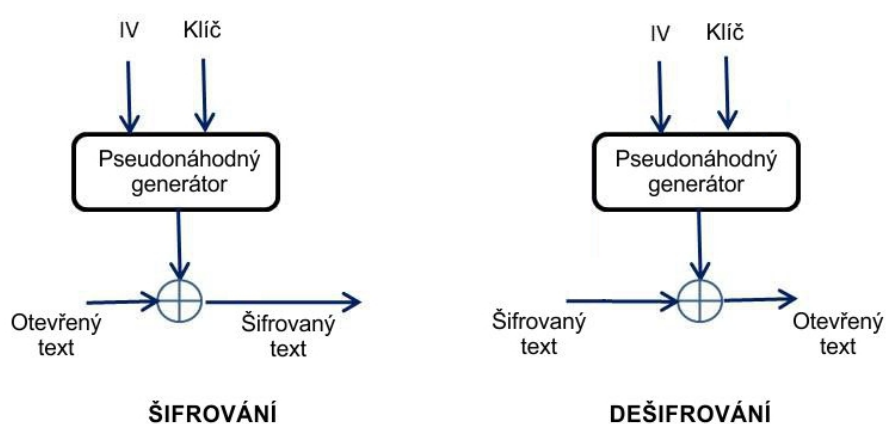 IV Klíč
Pseudonáhodný
generátor
Otevřený
text
Šifrovaný
text
ŠIFROVÁNÍ
IV Klíč
Pseudonáhodný
generátor
Šifrovaný
text
Otevřený
text
DEŠIFROVÁNÍ